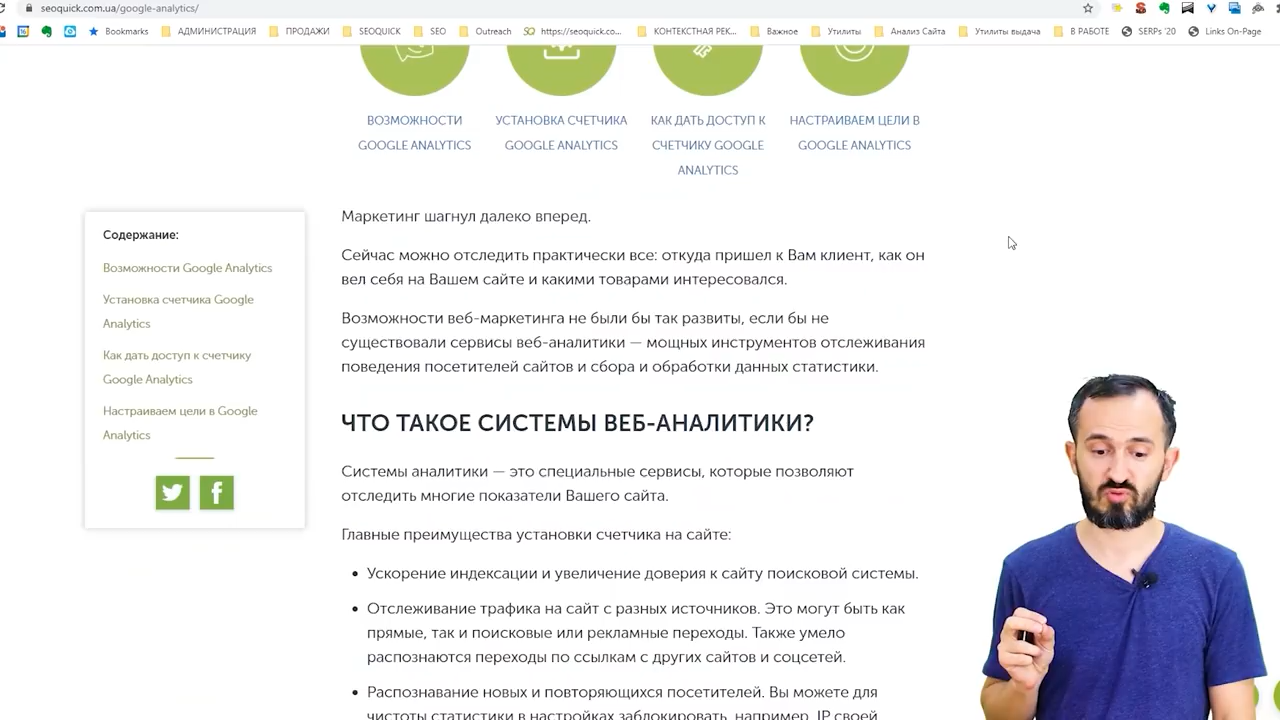 seoquick.com.ua/google-analytics/
Bookmarks АДМИНИСТРАЦИЯ ПРОДАЖИ SEOQUICK SEO Outreach https://seoquick.co... КОНТЕКСТНАЯ РЕК... Важное Утилиты Анализ Сайта Утилиты выдача В РАБОТЕ SERPs '20 Links On-Page
ВОЗМОЖНОСТИ
GOOGLE ANALYTICS
УСТАНОВКА СЧЕТЧИКА
GOOGLE ANALYTICS
КАК ДАТЬ ДОСТУП К
СЧЕТЧИКУ GOOGLE
ANALYTICS
НАСТРАИВАЕМ ЦЕЛИ В
GOOGLE ANALYTICS
Содержание:
Возможности Google Analytics
Установка счетчика Google
Analytics
Как дать доступ к счетчику
Google Analytics
Настраиваем цели в Google
Analytics
Маркетинг шагнул далеко вперед.
Сейчас можно отследить практически все: откуда пришел к Вам клиент, как он
вел себя на Вашем сайте и какими товарами интересовался.
Возможности веб-маркетинга не были бы так развиты, если бы не
существовали сервисы веб-аналитики — мощных инструментов отслеживания
поведения посетителей сайтов и сбора и обработки данных статистики.
ЧТО ТАКОЕ СИСТЕМЫ ВЕБ-АНАЛИТИКИ?
Системы аналитики — это специальные сервисы, которые позволяют
отследить многие показатели Вашего сайта.
Главные преимущества установки счетчика на сайте:
• Ускорение индексации и увеличение доверия к сайту поисковой системы.
• Отслеживание трафика на сайт с разных источников. Это могут быть как
прямые, так и поисковые или рекламные переходы. Также умело
распознаются переходы по ссылкам с других сайтов и соцсетей.
• Распознавание новых и повторяющихся посетителей. Вы можете для
чистоты статистики в настройках заблокировать, например, IP своей